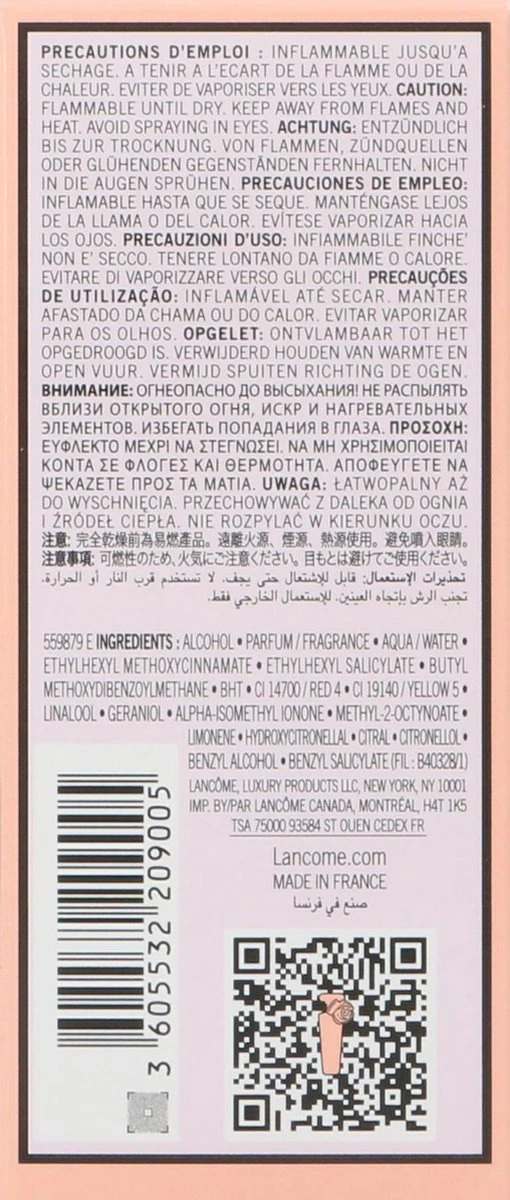 PRECAUTIONS D'EMPLOI : INFLAMMABLE JUSQU'A
SECHAGE. A TENIR A L'ECART DE LA FLAMME OU DE LA
CHALEUR. EVITER DE VAPORISER VERS LES YEUX. CAUTION:
FLAMMABLE UNTIL DRY. KEEP AWAY FROM FLAMES AND
HEAT. AVOID SPRAYING IN EYES. ACHTUNG: ENTZÜNDLICH
BIS ZUR TROCKNUNG. VON FLAMMEN, ZÜNDQUELLEN
ODER GLÜHENDEN GEGENSTÄNDEN FERNHALTEN. NICHT
IN DIE AUGEN SPRÜHEN. PRECAUCIONES DE EMPLEO:
INFLAMABLE HASTA QUE SE SEQUE. MANTÉNGASE LEJOS
DE LA LLAMA O DEL CALOR. EVÍTESE VAPORIZAR HACIA
LOS OJOS. PRECAUZIONI D'USO: INFIAMMABILE FINCHE'
NON E' SECCO. TENERE LONTANO DA FIAMME O CALORE.
EVITARE DI VAPORIZZARE VERSO GLI OCCHI. PRECAUÇÕES
DE UTILIZAÇÃO: INFLAMÁVEL ATÉ SECAR. MANTER
AFASTADO DA CHAMA OU DO CALOR. EVITAR VAPORIZAR
PARA OS OLHOS. OPGELET: ONTVLAMBAAR TOT HET
OPGEDROOGD IS. VERWIJDERD HOUDEN VAN WARMTE EN
OPEN VUUR. VERMIJD SPUITEN RICHTING DE OGEN.
ВНИМАНИЕ: ОГНЕОПАСНО ДО ВЫСЫХАНИЯ! НЕ РАСПЫЛЯТЬ
ВБЛИЗИ ОТКРЫТОГО ОГНЯ, ИСКР И НАГРЕВАТЕЛЬНЫХ
ЭЛЕМЕНТОВ. ИЗБЕГАТЬ ПОПАДАНИЯ В ГЛАЗА. ΠΡΟΣΟΧΗ:
ΕΥΦΛΕΚΤΟ ΜΕΧΡΙ ΝΑ ΣΤΕΓΝΩΣΕΙ. ΝΑ ΜΗ ΧΡΗΣΙΜΟΠΟΙΕΙΤΑΙ
ΚΟΝΤΑ ΣΕ ΦΛΟΓΕΣ ΚΑΙ ΘΕΡΜΟΤΗΤΑ. ΑΠΟΦΕΥΓΕΤΕ ΝΑ
ΨΕΚΑΖΕΤΕ ΠΡΟΣ ΤΑ ΜΑΤΙΑ. UWAGA: ŁATWOPALNY AŻ
DO WYSCHNIĘCIA. PRZECHOWYWAĆ Z DALEKA OD OGNIA
I ŹRÓDEŁ CIEPŁA. NIE ROZPYLAĆ W KIERUNKU OCZU.
注意: 完全乾燥前為易燃產品。遠離火源、煙源、熱源使用。避免噴入眼睛。
注意事項: 可燃性のため、火気にご注意ください。目もとは避けてご使用ください。
تحذيرات الإستعمال: قابل للإشتعال حتى يجف. لا تستخدم قرب النار أو الحرارة.
تجنب الرش بإتجاه العينين. للإستعمال الخارجي فقط.
559879 E INGREDIENTS : ALCOHOL • PARFUM / FRAGRANCE • AQUA / WATER •
ETHYLHEXYL METHOXYCINNAMATE • ETHYLHEXYL SALICYLATE • BUTYL
METHOXYDIBENZOYLMETHANE • BHT • CI 14700 / RED 4 • CI 19140 / YELLOW 5 •
LINALOOL • GERANIOL • ALPHA-ISOMETHYL IONONE • METHYL-2-OCTYNOATE •
LIMONENE • HYDROXYCITRONELLAL • CITRAL • CITRONELLOL •
BENZYL ALCOHOL • BENZYL SALICYLATE (FIL : B40328/1)
LANCÔME, LUXURY PRODUCTS LLC, NEW YORK, NY 10001
IMP. BY/PAR LANCÔME CANADA, MONTRÉAL, H4T 1K5
TSA 75000 93584 ST OUEN CEDEX FR
Lancome.com
MADE IN FRANCE
صنع في فرنسا
3 605532 209005